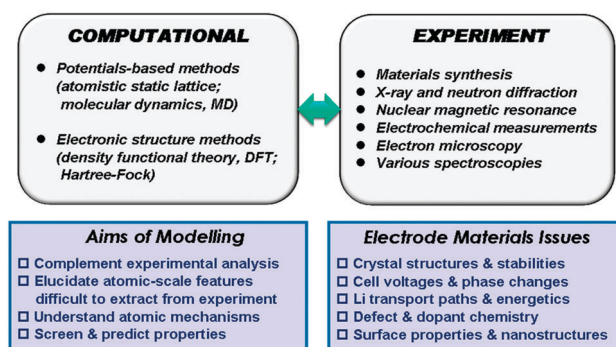 COMPUTATIONAL
● Potentials-based methods
(atomistic static lattice;
molecular dynamics, MD)
● Electronic structure methods
(density functional theory, DFT;
Hartree-Fock)
EXPERIMENT
● Materials synthesis
● X-ray and neutron diffraction
● Nuclear magnetic resonance
● Electrochemical measurements
● Electron microscopy
● Various spectroscopies
Aims of Modelling
□ Complement experimental analysis
□ Elucidate atomic-scale features
difficult to extract from experiment
□ Understand atomic mechanisms
□ Screen & predict properties
Electrode Materials Issues
□ Crystal structures & stabilities
□ Cell voltages & phase changes
□ Li transport paths & energetics
□ Defect & dopant chemistry
□ Surface properties & nanostructures